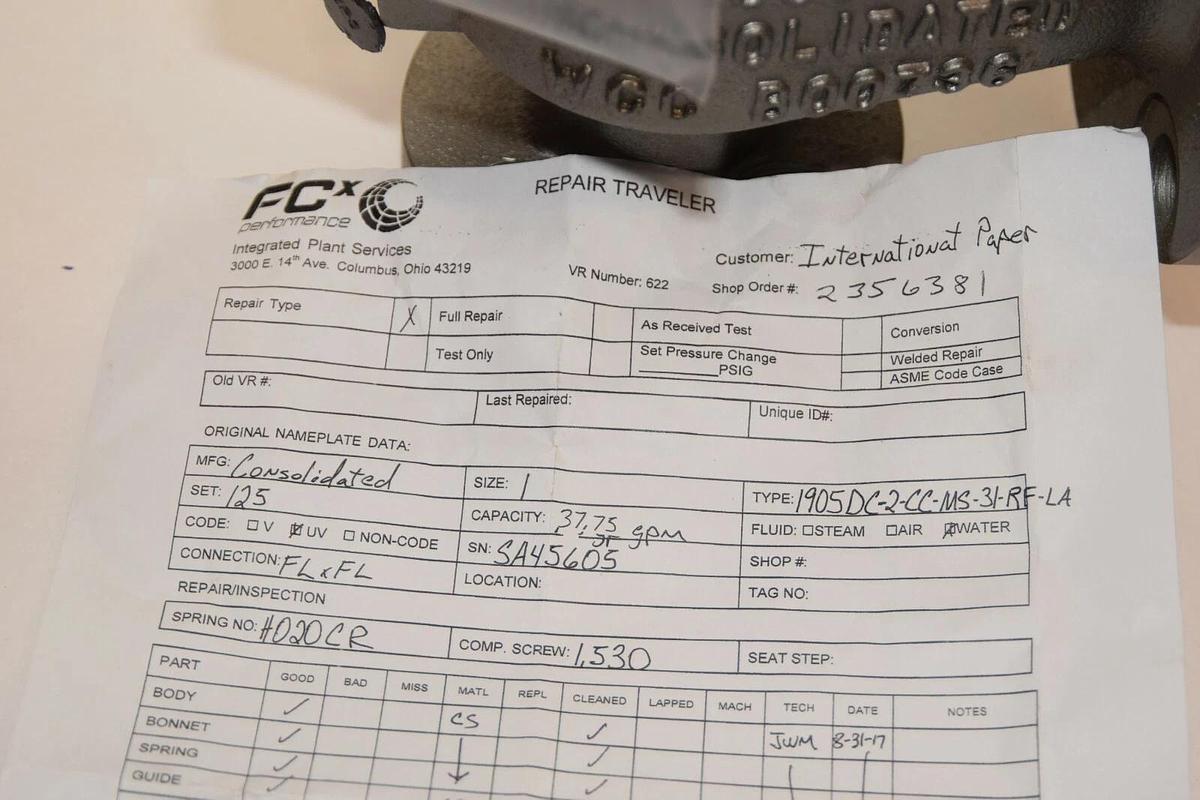 OLIDATED
WCC B00736
FCx performance
REPAIR TRAVELER
Integrated Plant Services
3000 E. 14th Ave. Columbus, Ohio 43219
VR Number: 622
Customer: International Paper
Shop Order#: 2356381
Repair Type X Full Repair As Received Test Conversion
Test Only Set Pressure Change Welded Repair
PSIG ASME Code Case
Old VR #: Last Repaired: Unique ID#:
ORIGINAL NAMEPLATE DATA:
MFG: Consolidated SIZE: 1 TYPE: 1905DC-2-CC-MS-31-RF-LA
SET: 125 CAPACITY: 37.75 gpm FLUID: ☐STEAM ☐AIR ☒WATER
CODE: ☐V ☒UV ☐NON-CODE SN: SA45605 SHOP #:
CONNECTION: FL x FL LOCATION: TAG NO:
REPAIR/INSPECTION
SPRING NO: H020CR COMP. SCREW: 1.530 SEAT STEP:
PART GOOD BAD MISS MATL REPL CLEANED LAPPED MACH TECH DATE NOTES
BODY ✓ CS ✓ JWM 8-31-17
BONNET ✓ ↓ ✓
SPRING ✓
GUIDE ✓ ✓